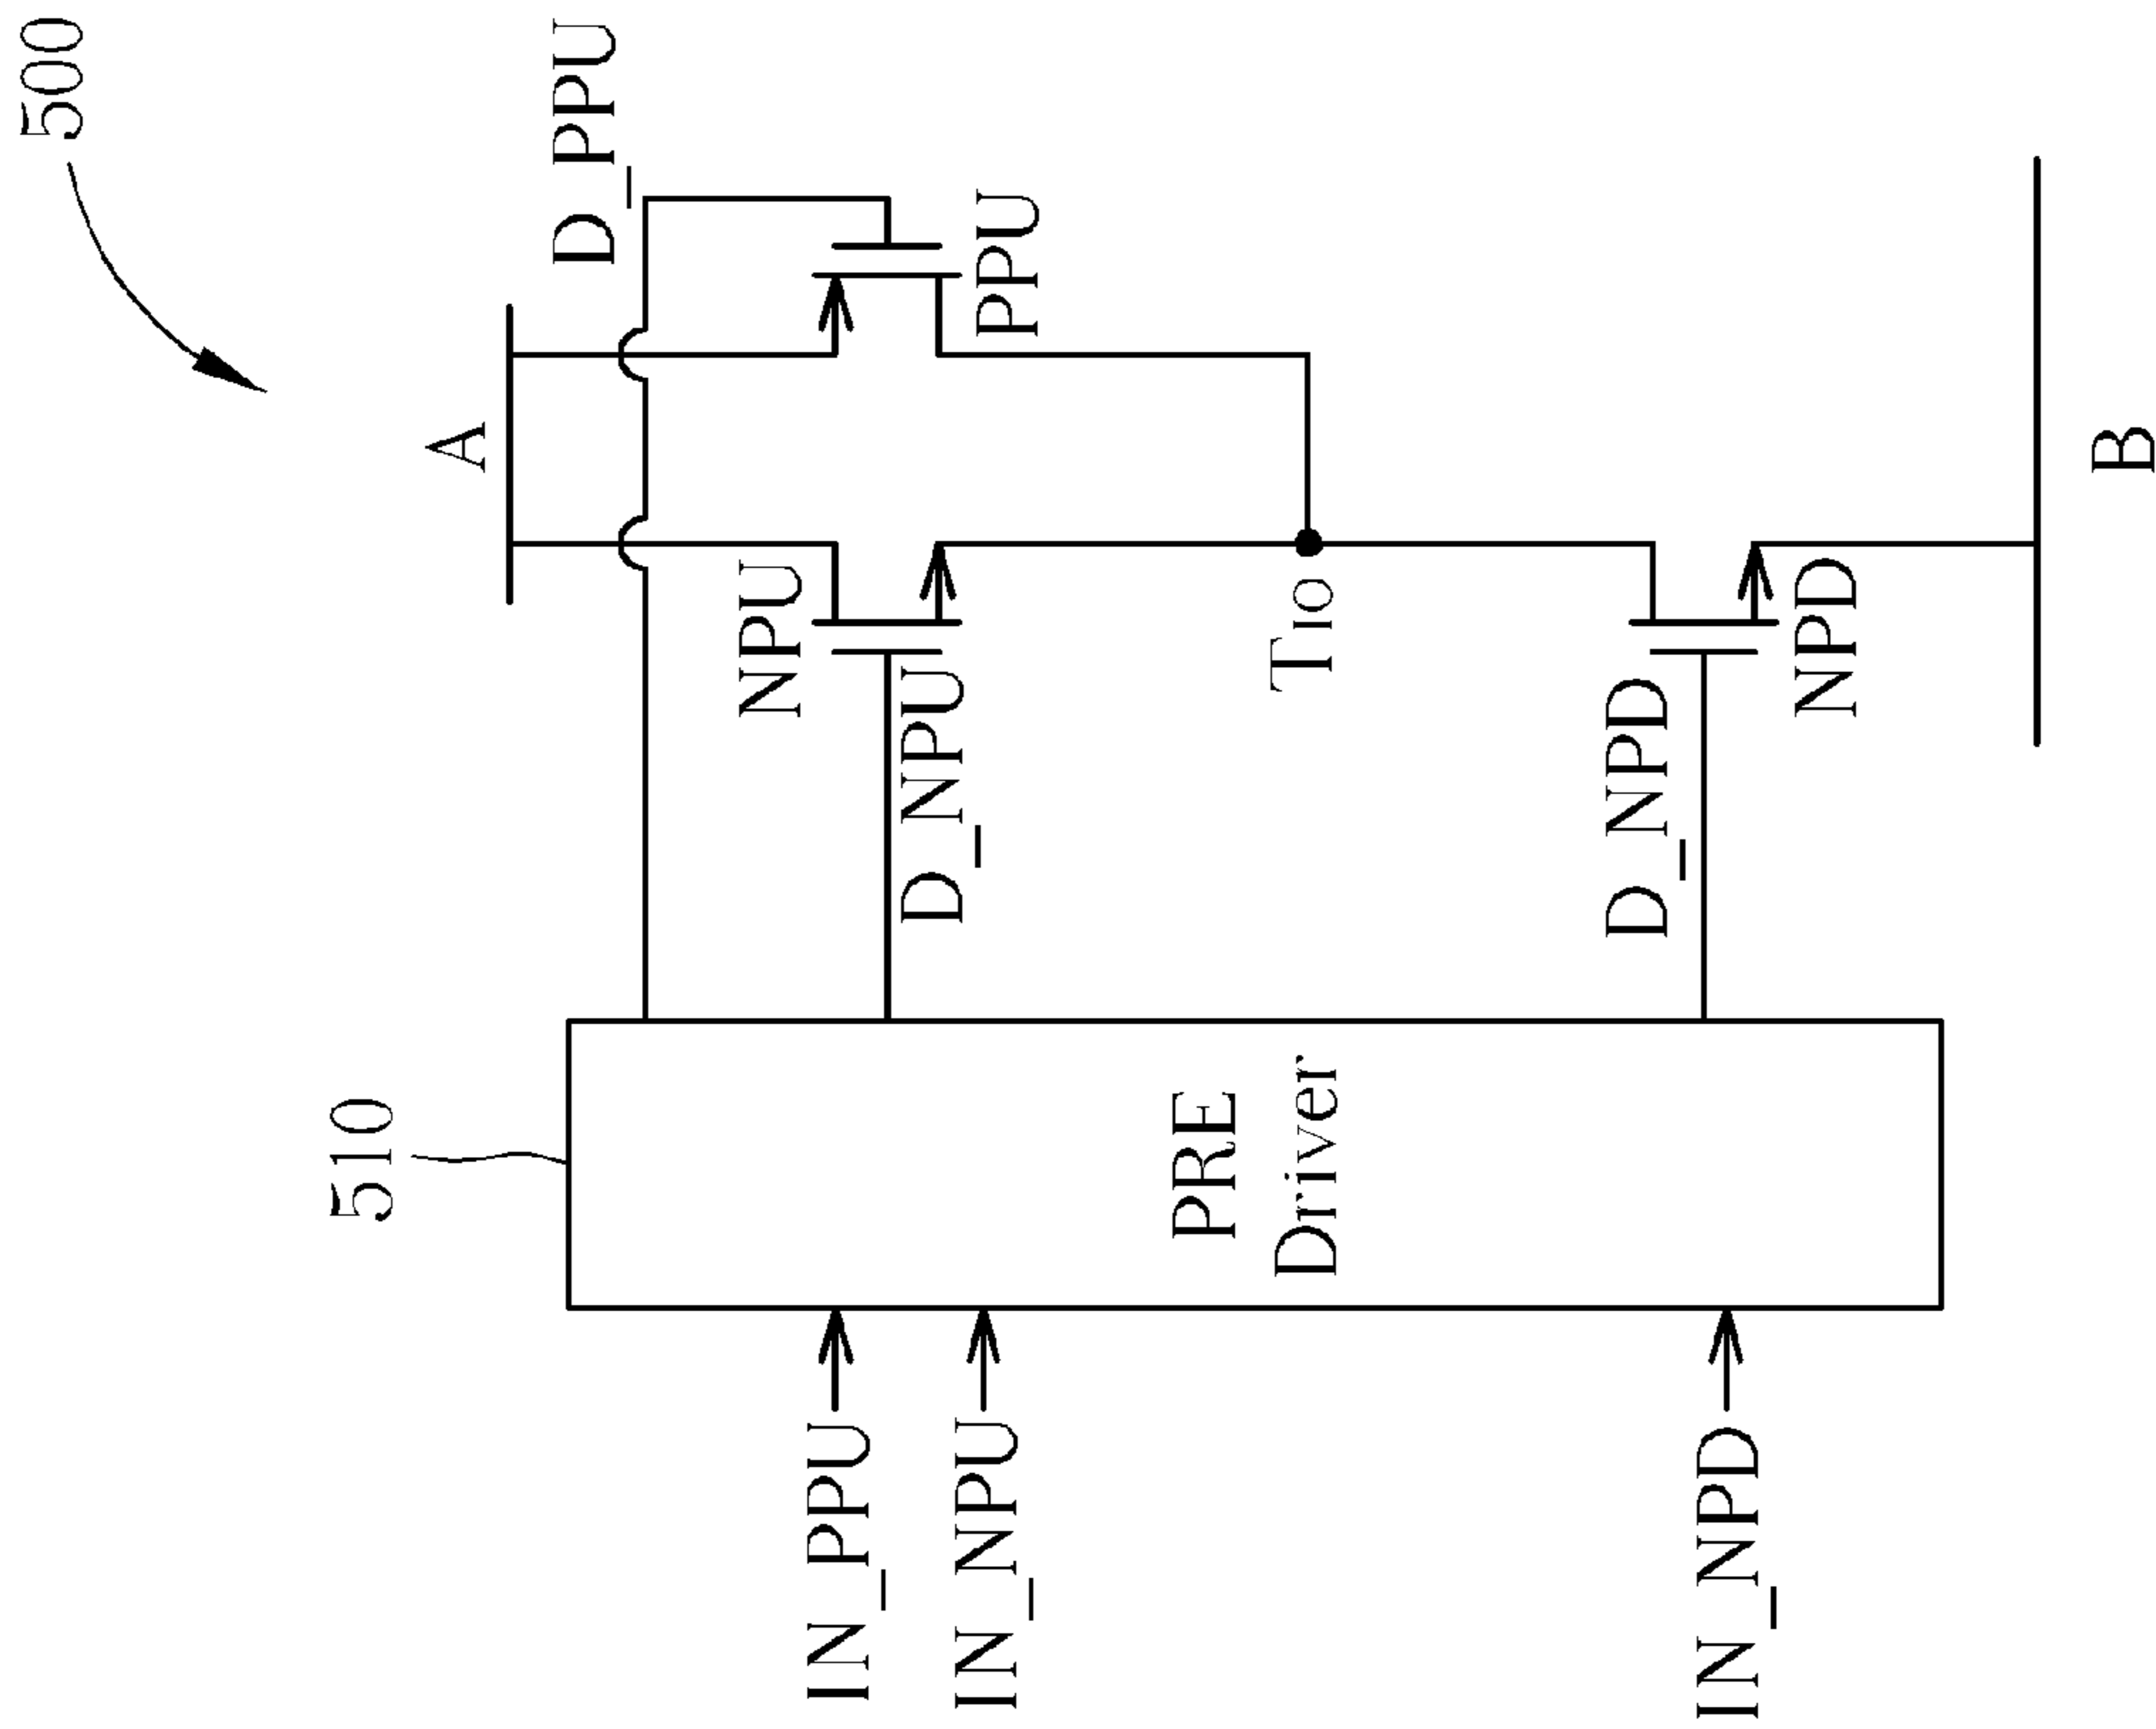 500
A
D_PPU
510
NPU
PPU
IN_PPU
D_NPU
IN_NPU
PRE
Driver
TIO
D_NPD
IN_NPD
NPD
B